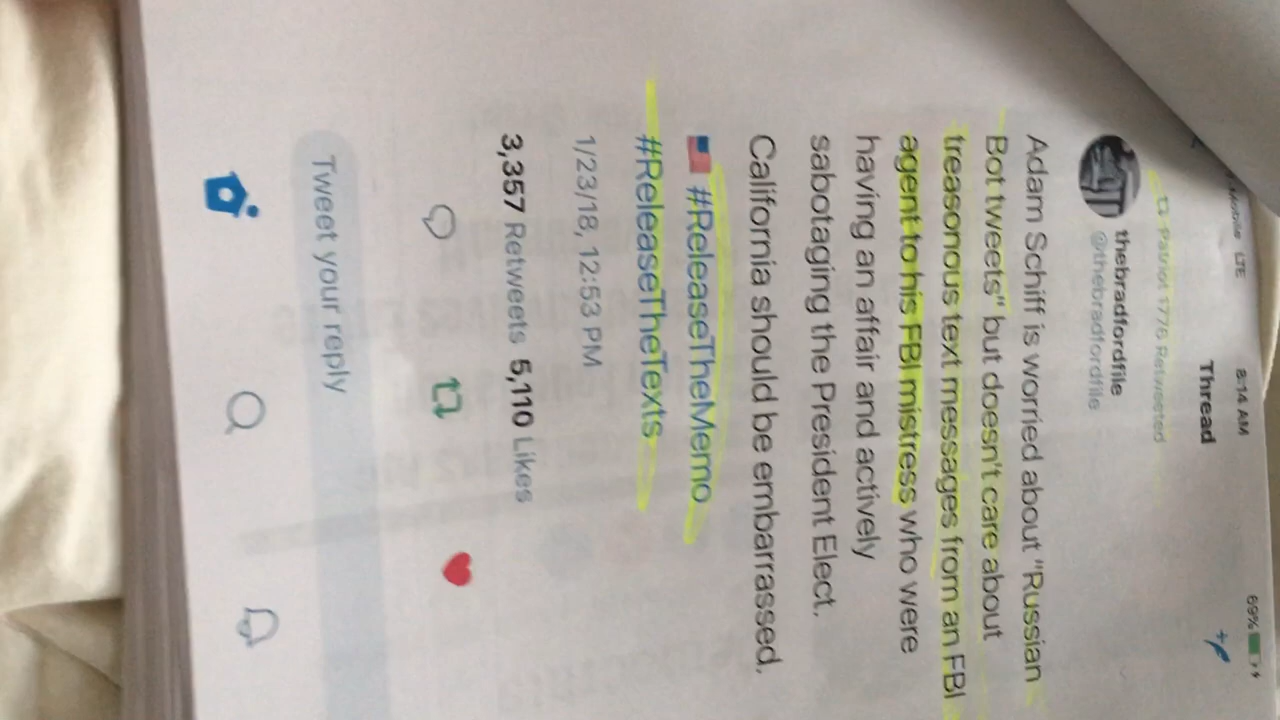 Mobile LTE 8:14 AM 69%
Thread
Patriot 1776 Retweeted
thebradfordfile
@thebradfordfile
Adam Schiff is worried about "Russian
Bot tweets" but doesn't care about
treasonous text messages from an FBI
agent to his FBI mistress who were
having an affair and actively
sabotaging the President Elect.
California should be embarrassed.
🇺🇸 #ReleaseTheMemo
#ReleaseTheTexts
1/23/18, 12:53 PM
3,357 Retweets 5,110 Likes
Tweet your reply